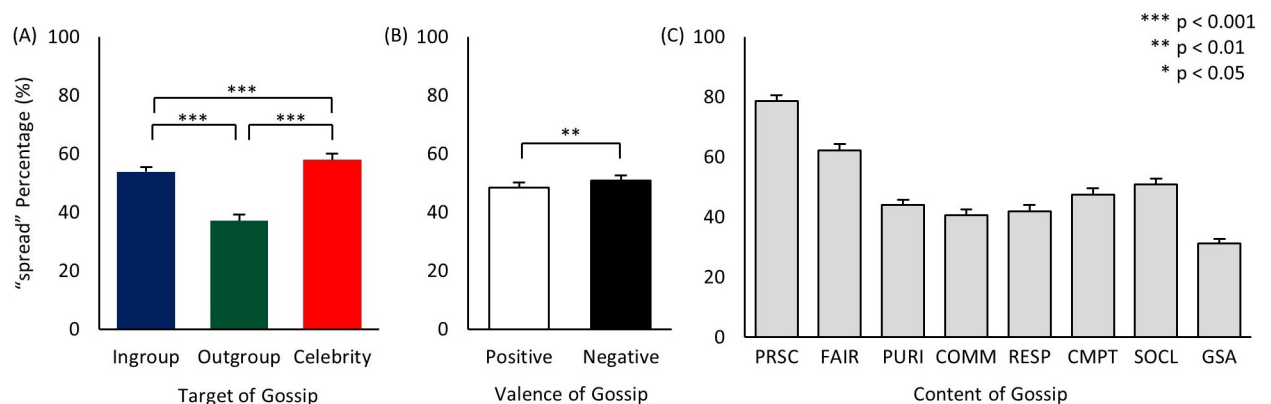 *** p < 0.001
** p < 0.01
* p < 0.05
(A)
"spread" Percentage (%)
100
80
60
40
20
0
***
***
***
Ingroup Outgroup Celebrity
Target of Gossip
(B)
100
80
60
40
20
0
**
Positive Negative
Valence of Gossip
(C)
100
80
60
40
20
0
PRSC FAIR PURI COMM RESP CMPT SOCL GSA
Content of Gossip